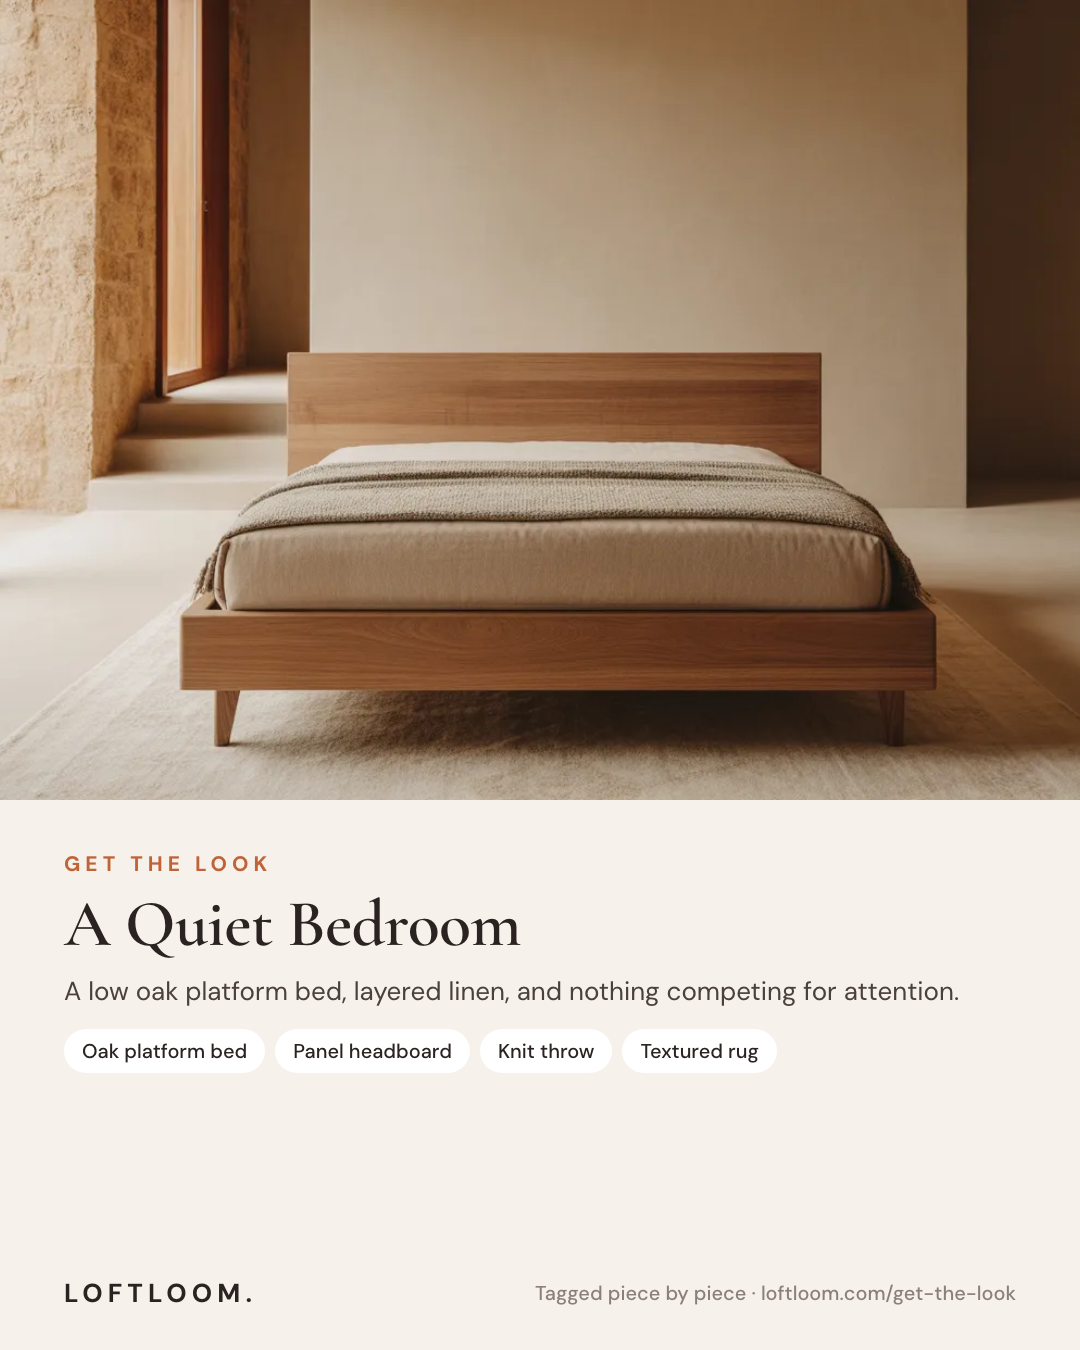 GET THE LOOK
A Quiet Bedroom
A low oak platform bed, layered linen, and nothing competing for attention.
Oak platform bed Panel headboard Knit throw Textured rug
LOFTLOOM. Tagged piece by piece · loftloom.com/get-the-look